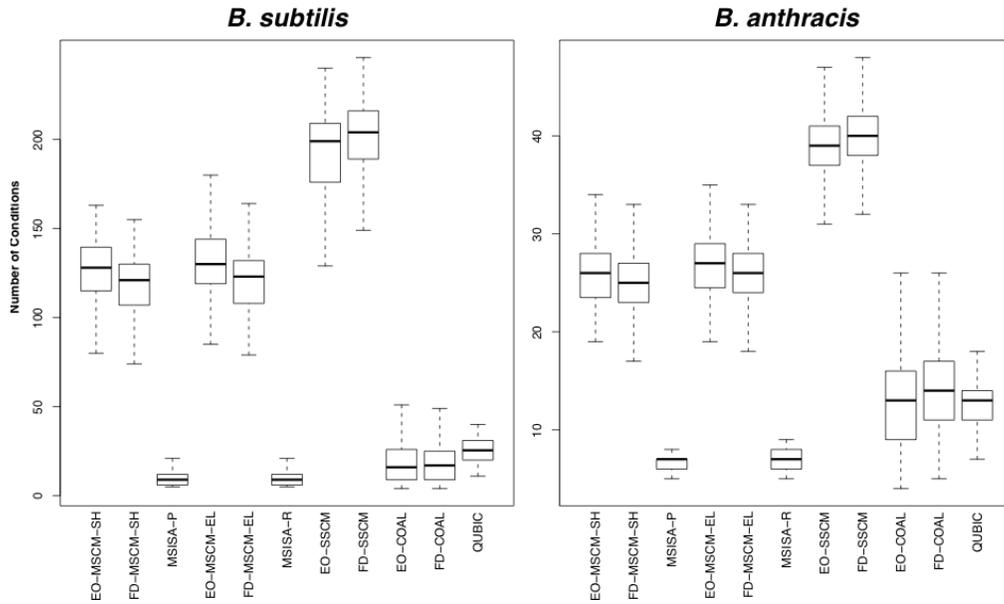 B. subtilis
B. anthracis
Number of Conditions
200
150
100
50
0
EO−MSCM−SH
FD−MSCM−SH
MSISA−P
EO−MSCM−EL
FD−MSCM−EL
MSISA−R
EO−SSCM
FD−SSCM
EO−COAL
FD−COAL
QUBIC
40
30
20
10
EO−MSCM−SH
FD−MSCM−SH
MSISA−P
EO−MSCM−EL
FD−MSCM−EL
MSISA−R
EO−SSCM
FD−SSCM
EO−COAL
FD−COAL
QUBIC